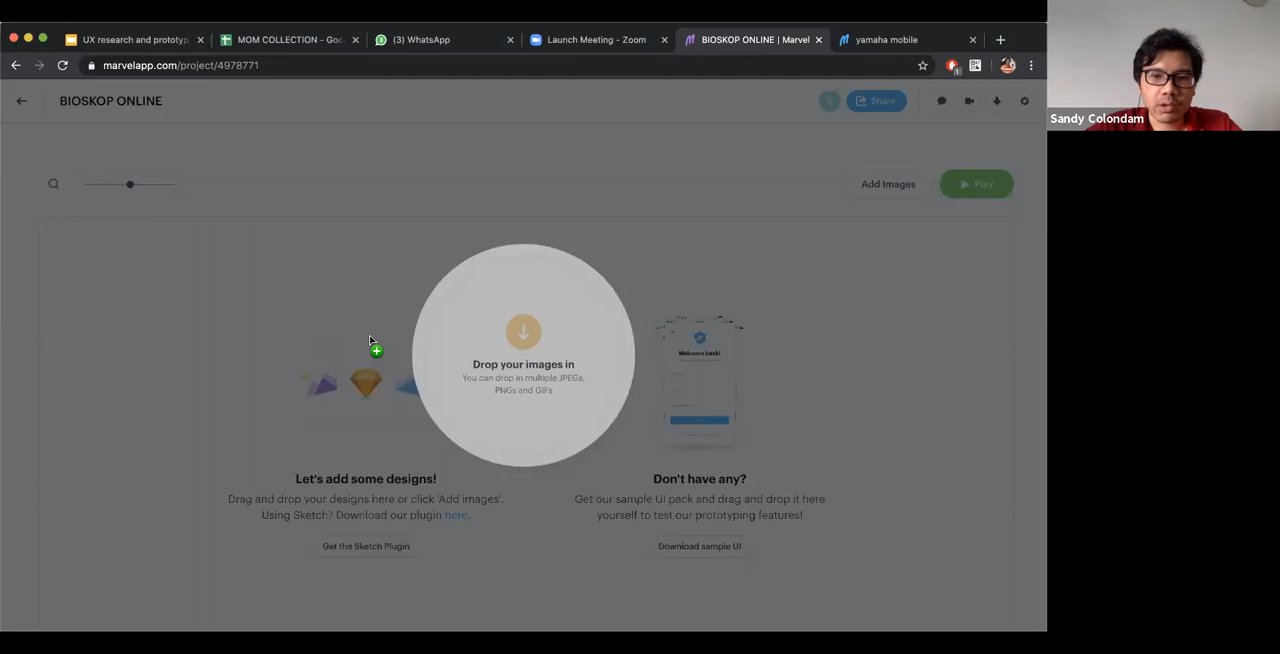 UX research and prototyp
MOM COLLECTION - Goo
(3) WhatsApp
Launch Meeting - Zoom
BIOSKOP ONLINE | Marvel
yamaha mobile
marvelapp.com/project/4978771
1
BIOSKOP ONLINE
S
Share
Sandy Colondam
Add Images
Play
Drop your images in
You can drop in multiple JPEGs,
PNGs and GIFs
Welcome back!
Let's add some designs!
Drag and drop your designs here or click 'Add images'.
Using Sketch? Download our plugin here.
Get the Sketch Plugin
Don't have any?
Get our sample UI pack and drag and drop it here
yourself to test our prototyping features!
Download sample UI